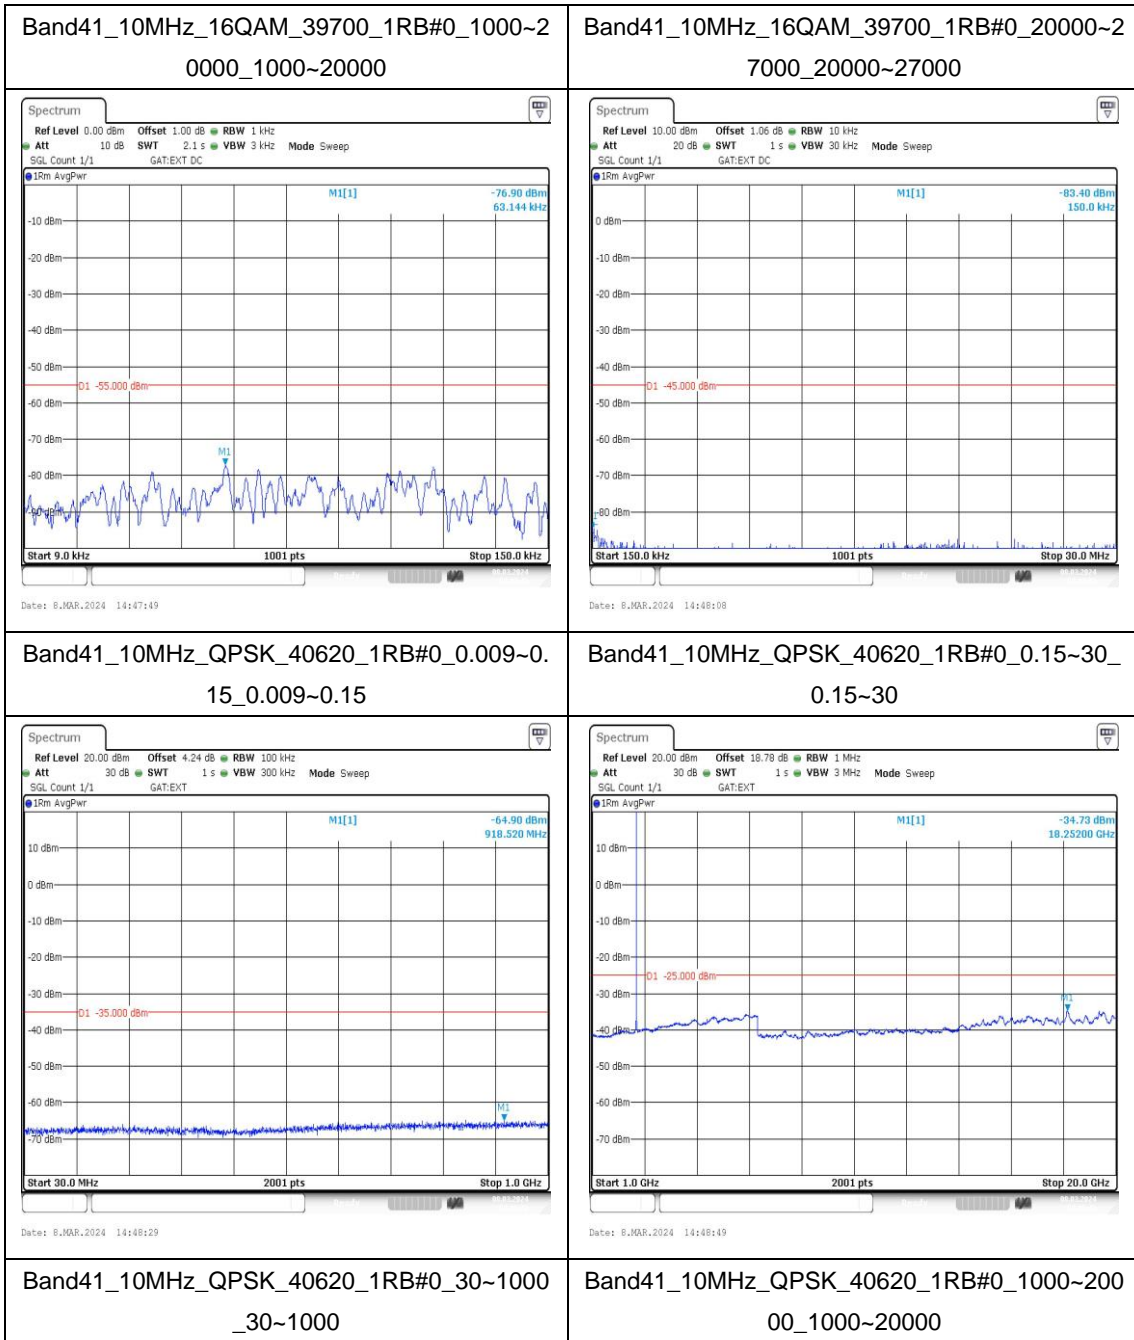 Band41_10MHz_16QAM_39700_1RB#0_1000~2
0000_1000~20000
Band41_10MHz_16QAM_39700_1RB#0_20000~2
7000_20000~27000
Spectrum
Ref Level 0.00 dBm Offset 1.00 dB RBW 1 kHz
Att 10 dB SWT 2.1 s VBW 3 kHz Mode Sweep
SGL Count 1/1 GAT:EXT DC
1Rm AvgPwr
M1[1] -76.90 dBm
63.144 kHz
-10 dBm
-20 dBm
-30 dBm
-40 dBm
-50 dBm
D1 -55.000 dBm
-60 dBm
-70 dBm
M1
-80 dBm
-90 dBm
Start 9.0 kHz 1001 pts Stop 150.0 kHz
Date: 8.MAR.2024 14:47:49
Spectrum
Ref Level 10.00 dBm Offset 1.06 dB RBW 10 kHz
Att 20 dB SWT 1 s VBW 30 kHz Mode Sweep
SGL Count 1/1 GAT:EXT DC
1Rm AvgPwr
M1[1] -83.40 dBm
150.0 kHz
0 dBm
-10 dBm
-20 dBm
-30 dBm
-40 dBm
D1 -45.000 dBm
-50 dBm
-60 dBm
-70 dBm
-80 dBm
Start 150.0 kHz 1001 pts Stop 30.0 MHz
Date: 8.MAR.2024 14:48:08
Band41_10MHz_QPSK_40620_1RB#0_0.009~0.
15_0.009~0.15
Band41_10MHz_QPSK_40620_1RB#0_0.15~30_
0.15~30
Spectrum
Ref Level 20.00 dBm Offset 4.24 dB RBW 100 kHz
Att 30 dB SWT 1 s VBW 300 kHz Mode Sweep
SGL Count 1/1 GAT:EXT
1Rm AvgPwr
M1[1] -64.90 dBm
918.520 MHz
10 dBm
0 dBm
-10 dBm
-20 dBm
-30 dBm
D1 -35.000 dBm
-40 dBm
-50 dBm
-60 dBm
M1
-70 dBm
Start 30.0 MHz 2001 pts Stop 1.0 GHz
Date: 8.MAR.2024 14:48:29
Spectrum
Ref Level 20.00 dBm Offset 18.78 dB RBW 1 MHz
Att 30 dB SWT 1 s VBW 3 MHz Mode Sweep
SGL Count 1/1 GAT:EXT
1Rm AvgPwr
M1[1] -34.73 dBm
18.25200 GHz
10 dBm
0 dBm
-10 dBm
-20 dBm
D1 -25.000 dBm
-30 dBm
M1
-40 dBm
-50 dBm
-60 dBm
-70 dBm
Start 1.0 GHz 2001 pts Stop 20.0 GHz
Date: 8.MAR.2024 14:48:49
Band41_10MHz_QPSK_40620_1RB#0_30~1000
_30~1000
Band41_10MHz_QPSK_40620_1RB#0_1000~200
00_1000~20000